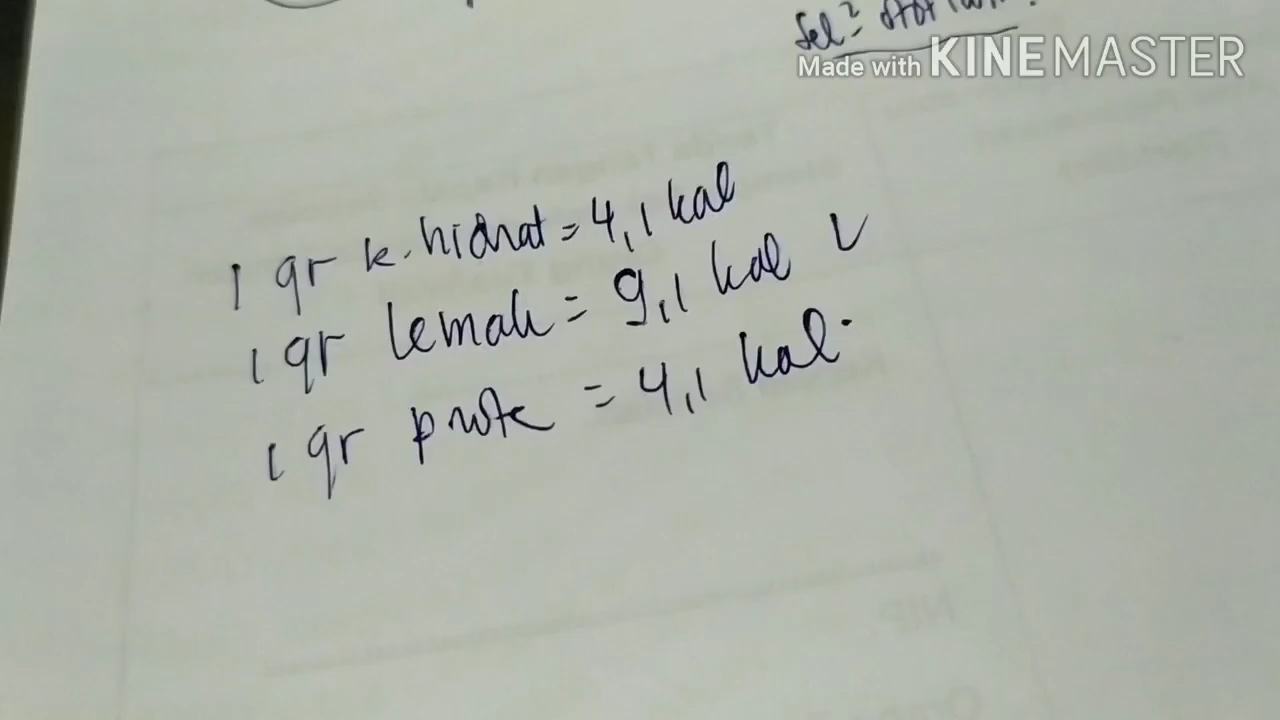 Sel²
Made with KINEMASTER
1 gr k. hidrat = 4,1 kal
1 gr lemak = 9,1 kal
1 gr prote = 4,1 kal.